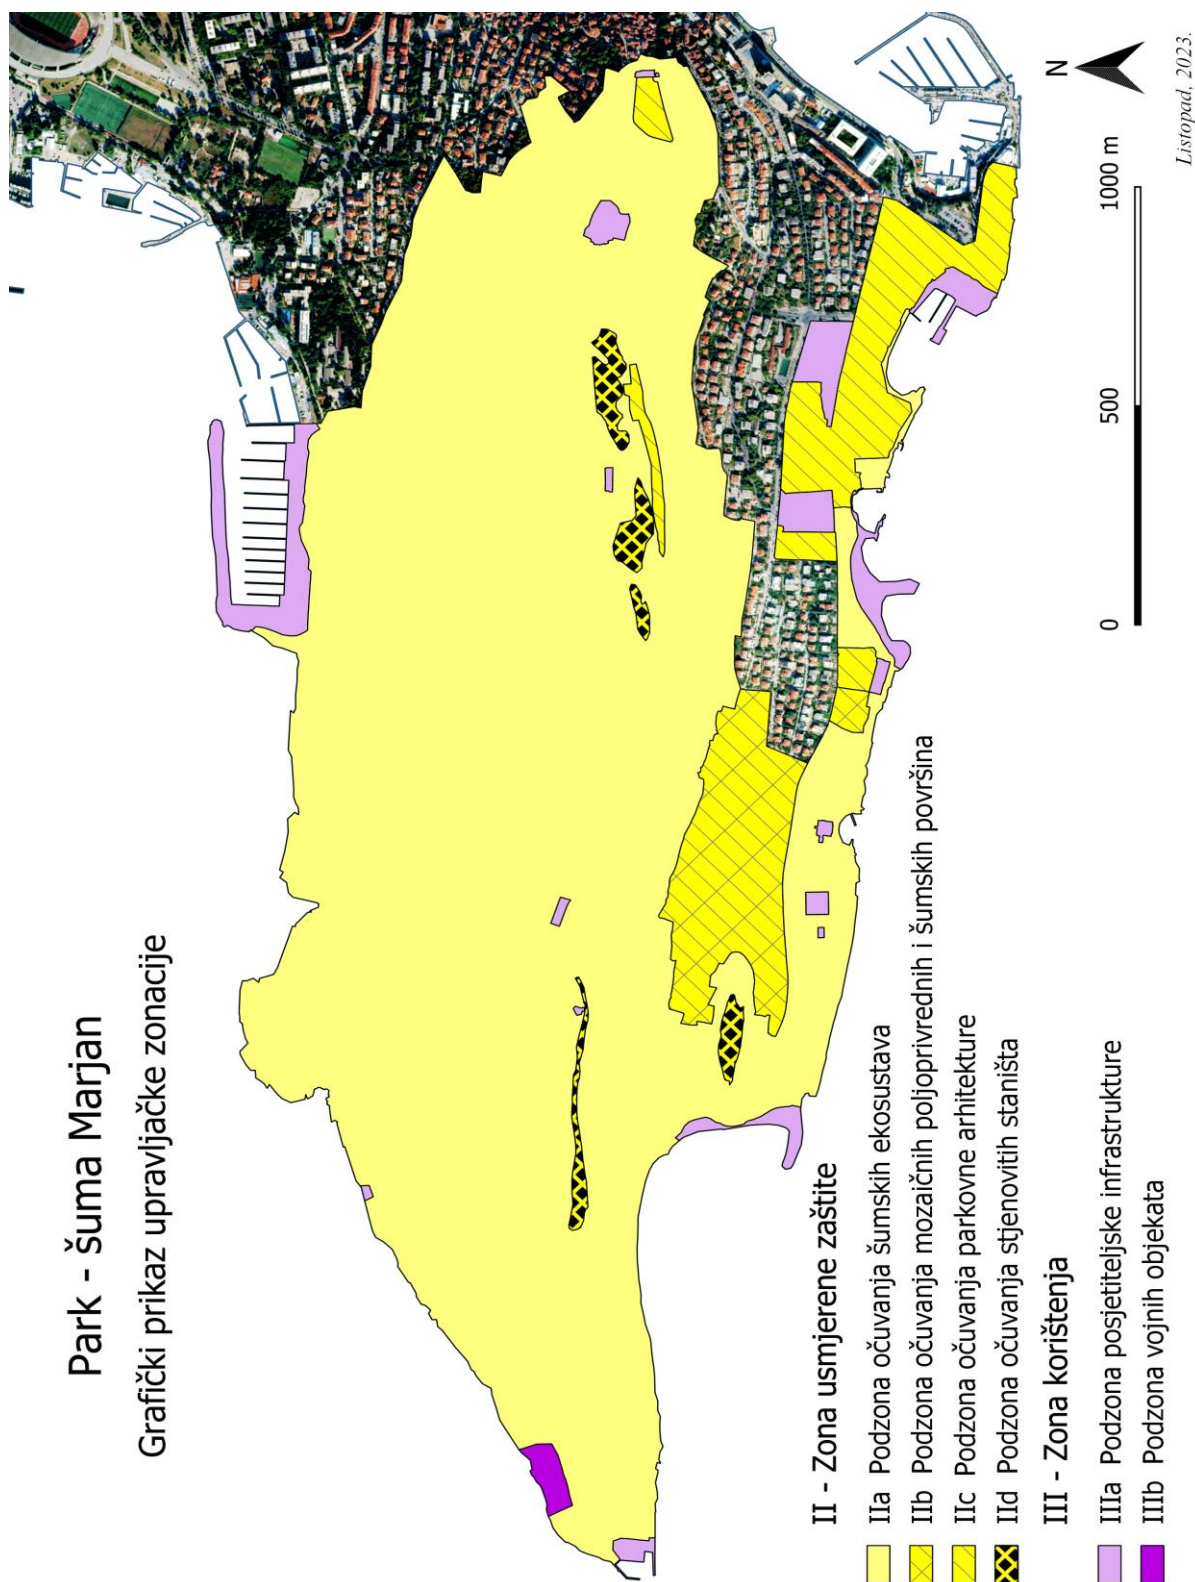 Park - šuma Marjan
Grafički prikaz upravljačke zonacije
II - Zona usmjerene zaštite
IIa Podzona očuvanja šumskih ekosustava
IIb Podzona očuvanja mozaičnih poljoprivrednih i šumskih površina
IIc Podzona očuvanja parkovne arhitekture
IId Podzona očuvanja stjenovitih staništa
III - Zona korištenja
IIIa Podzona posjetiteljske infrastrukture
IIIb Podzona vojnih objekata
N
0 500 1000 m
Listopad, 2023.